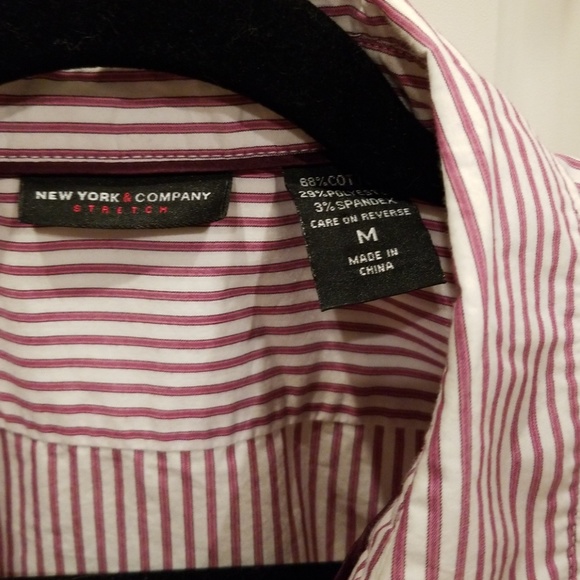 NEW YORK & COMPANY
STRETCH
68% COT
29% POLYEST
3% SPANDEX
CARE ON REVERSE
M
MADE IN
CHINA